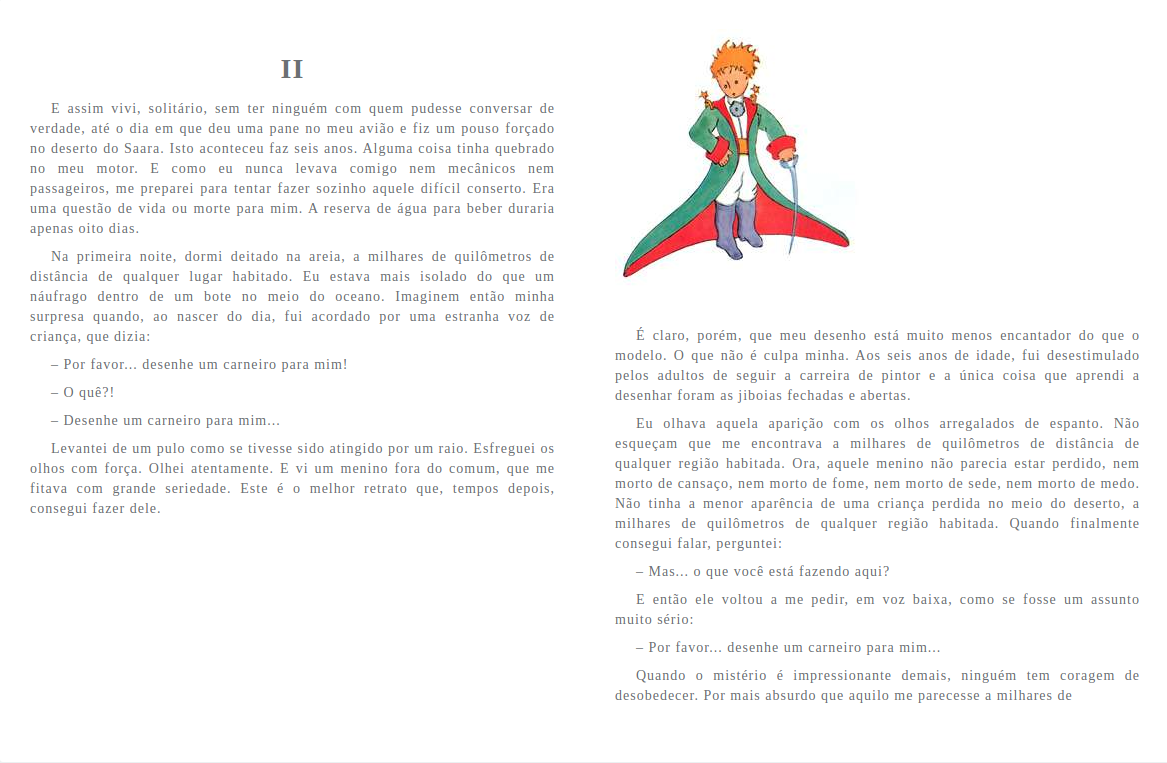 II
E assim vivi, solitário, sem ter ninguém com quem pudesse conversar de
verdade, até o dia em que deu uma pane no meu avião e fiz um pouso forçado
no deserto do Saara. Isto aconteceu faz seis anos. Alguma coisa tinha quebrado
no meu motor. E como eu nunca levava comigo nem mecânicos nem
passageiros, me preparei para tentar fazer sozinho aquele difícil conserto. Era
uma questão de vida ou morte para mim. A reserva de água para beber duraria
apenas oito dias.
Na primeira noite, dormi deitado na areia, a milhares de quilômetros de
distância de qualquer lugar habitado. Eu estava mais isolado do que um
náufrago dentro de um bote no meio do oceano. Imaginem então minha
surpresa quando, ao nascer do dia, fui acordado por uma estranha voz de
criança, que dizia:
– Por favor... desenhe um carneiro para mim!
– O quê?!
– Desenhe um carneiro para mim...
Levantei de um pulo como se tivesse sido atingido por um raio. Esfreguei os
olhos com força. Olhei atentamente. E vi um menino fora do comum, que me
fitava com grande seriedade. Este é o melhor retrato que, tempos depois,
consegui fazer dele.
É claro, porém, que meu desenho está muito menos encantador do que o
modelo. O que não é culpa minha. Aos seis anos de idade, fui desestimulado
pelos adultos de seguir a carreira de pintor e a única coisa que aprendi a
desenhar foram as jiboias fechadas e abertas.
Eu olhava aquela aparição com os olhos arregalados de espanto. Não
esqueçam que me encontrava a milhares de quilômetros de distância de
qualquer região habitada. Ora, aquele menino não parecia estar perdido, nem
morto de cansaço, nem morto de fome, nem morto de sede, nem morto de medo.
Não tinha a menor aparência de uma criança perdida no meio do deserto, a
milhares de quilômetros de qualquer região habitada. Quando finalmente
consegui falar, perguntei:
– Mas... o que você está fazendo aqui?
E então ele voltou a me pedir, em voz baixa, como se fosse um assunto
muito sério:
– Por favor... desenhe um carneiro para mim...
Quando o mistério é impressionante demais, ninguém tem coragem de
desobedecer. Por mais absurdo que aquilo me parecesse a milhares de